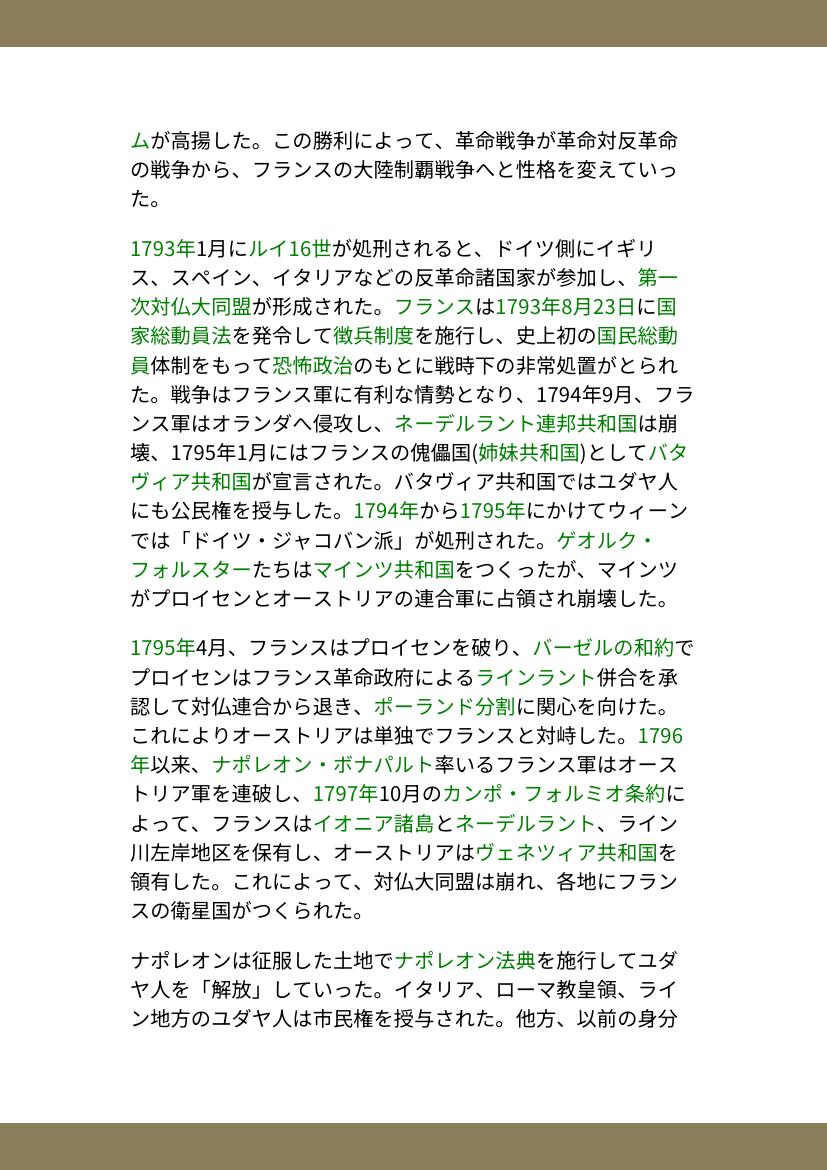 ムが高揚した。この勝利によって、革命戦争が革命対反革命
の戦争から、フランスの大陸制覇戦争へと性格を変えていっ
た。
1793年1月にルイ16世が処刑されると、ドイツ側にイギリ
ス、スペイン、イタリアなどの反革命諸国家が参加し、第一
次対仏大同盟が形成された。フランスは1793年8月23日に国
家総動員法を発令して徴兵制度を施行し、史上初の国民総動
員体制をもって恐怖政治のもとに戦時下の非常処置がとられ
た。戦争はフランス軍に有利な情勢となり、1794年9月、フラ
ンス軍はオランダへ侵攻し、ネーデルラント連邦共和国は崩
壊、1795年1月にはフランスの傀儡国(姉妹共和国)としてバタ
ヴィア共和国が宣言された。バタヴィア共和国ではユダヤ人
にも公民権を授与した。1794年から1795年にかけてウィーン
では「ドイツ・ジャコバン派」が処刑された。ゲオルク・
フォルスターたちはマインツ共和国をつくったが、マインツ
がプロイセンとオーストリアの連合軍に占領され崩壊した。
1795年4月、フランスはプロイセンを破り、バーゼルの和約で
プロイセンはフランス革命政府によるラインラント併合を承
認して対仏連合から退き、ポーランド分割に関心を向けた。
これによりオーストリアは単独でフランスと対峙した。1796
年以来、ナポレオン・ボナパルト率いるフランス軍はオース
トリア軍を連破し、1797年10月のカンポ・フォルミオ条約に
よって、フランスはイオニア諸島とネーデルラント、ライン
川左岸地区を保有し、オーストリアはヴェネツィア共和国を
領有した。これによって、対仏大同盟は崩れ、各地にフラン
スの衛星国がつくられた。
ナポレオンは征服した土地でナポレオン法典を施行してユダ
ヤ人を「解放」していった。イタリア、ローマ教皇領、ライ
ン地方のユダヤ人は市民権を授与された。他方、以前の身分